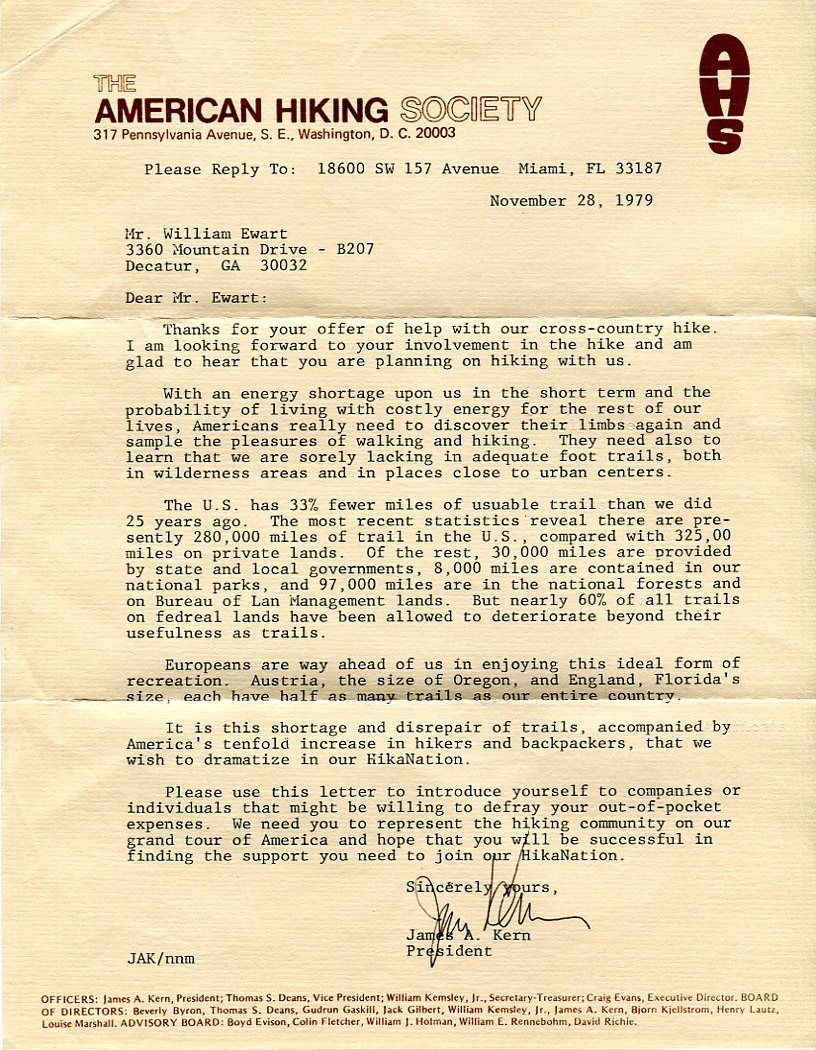 THE
AMERICAN HIKING SOCIETY
317 Pennsylvania Avenue, S. E., Washington, D. C. 20003
AHS
Please Reply To: 18600 SW 157 Avenue Miami, FL 33187
November 28, 1979
Mr. William Ewart
3360 Mountain Drive - B207
Decatur, GA 30032
Dear Mr. Ewart:
Thanks for your offer of help with our cross-country hike.
I am looking forward to your involvement in the hike and am
glad to hear that you are planning on hiking with us.
With an energy shortage upon us in the short term and the
probability of living with costly energy for the rest of our
lives, Americans really need to discover their limbs again and
sample the pleasures of walking and hiking. They need also to
learn that we are sorely lacking in adequate foot trails, both
in wilderness areas and in places close to urban centers.
The U.S. has 33% fewer miles of usuable trail than we did
25 years ago. The most recent statistics reveal there are pre-
sently 280,000 miles of trail in the U.S., compared with 325,00
miles on private lands. Of the rest, 30,000 miles are provided
by state and local governments, 8,000 miles are contained in our
national parks, and 97,000 miles are in the national forests and
on Bureau of Lan Management lands. But nearly 60% of all trails
on fedreal lands have been allowed to deteriorate beyond their
usefulness as trails.
Europeans are way ahead of us in enjoying this ideal form of
recreation. Austria, the size of Oregon, and England, Florida's
size, each have half as many trails as our entire country.
It is this shortage and disrepair of trails, accompanied by
America's tenfold increase in hikers and backpackers, that we
wish to dramatize in our HikaNation.
Please use this letter to introduce yourself to companies or
individuals that might be willing to defray your out-of-pocket
expenses. We need you to represent the hiking community on our
grand tour of America and hope that you will be successful in
finding the support you need to join our HikaNation.
Sincerely yours,
James A. Kern
President
JAK/nnm
OFFICERS: James A. Kern, President; Thomas S. Deans, Vice President; William Kemsley, Jr., Secretary-Treasurer; Craig Evans, Executive Director. BOARD
OF DIRECTORS: Beverly Byron, Thomas S. Deans, Gudrun Gaskill, Jack Gilbert, William Kemsley, Jr., James A. Kern, Bjorn Kjellstrom, Henry Lautz,
Louise Marshall. ADVISORY BOARD: Boyd Evison, Colin Fletcher, William J. Holman, William E. Rennebohm, David Richie.